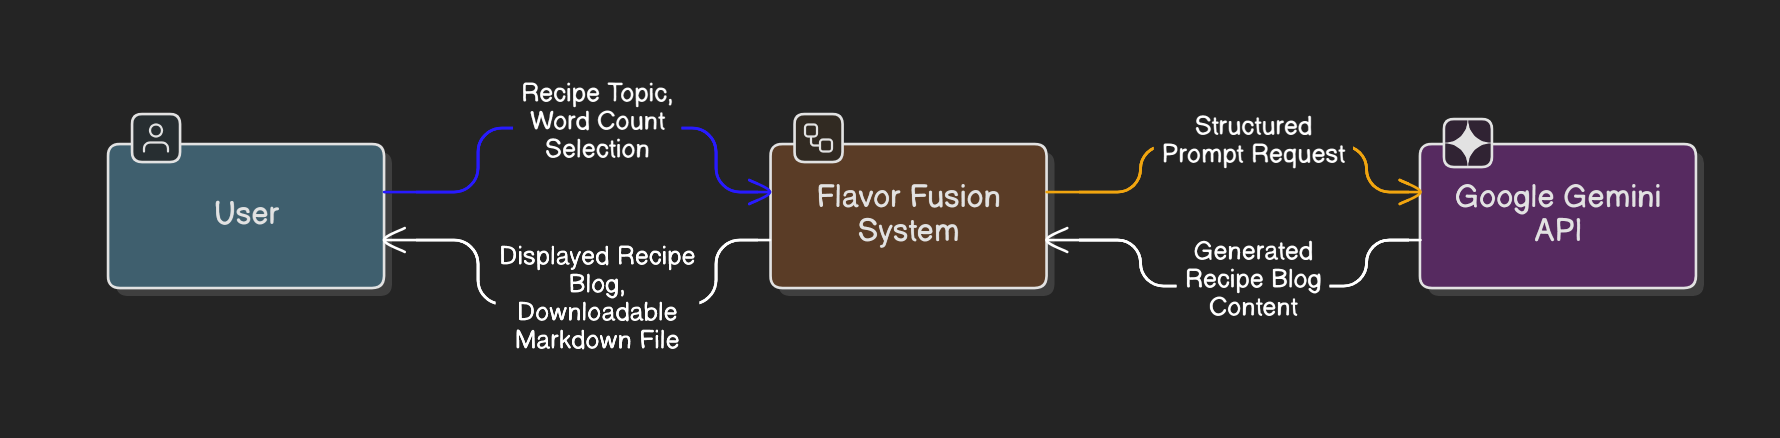 User
Recipe Topic,
Word Count
Selection
Displayed Recipe
Blog,
Downloadable
Markdown File
Flavor Fusion
System
Structured
Prompt Request
Generated
Recipe Blog
Content
Google Gemini
API